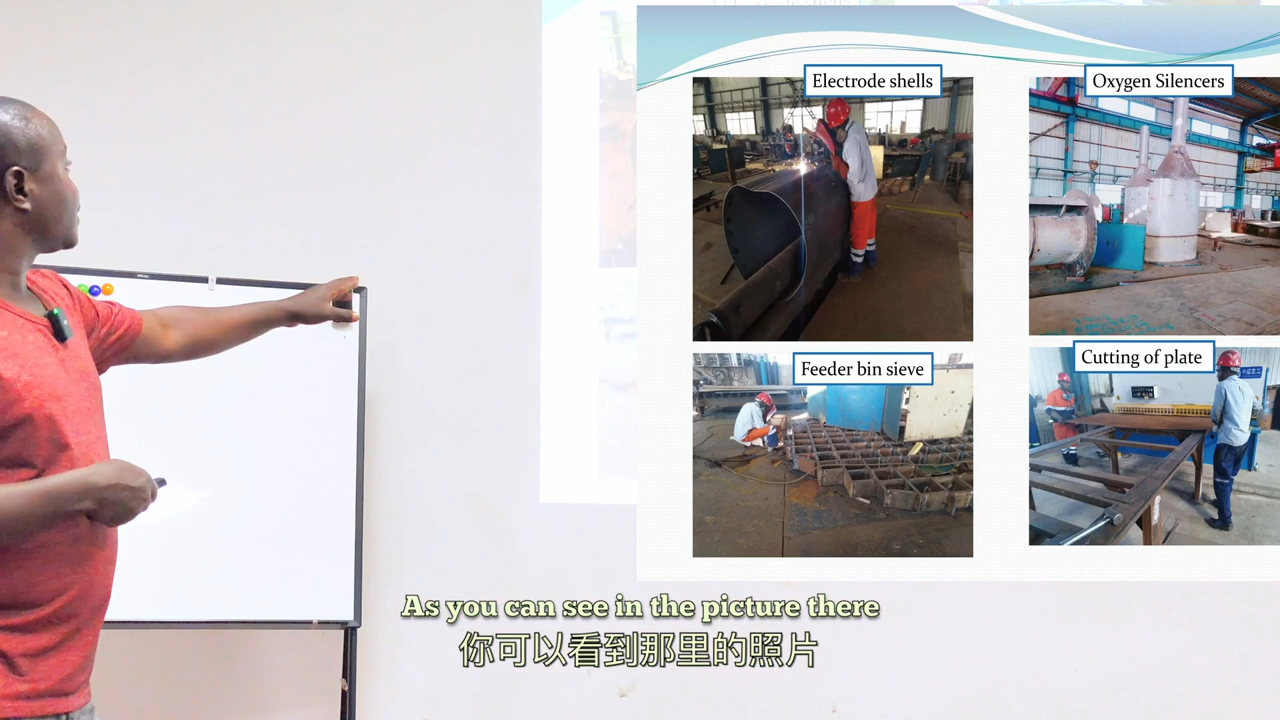 Electrode shells
Oxygen Silencers
Feeder bin sieve
Cutting of plate
As you can see in the picture there
你可以看到那里的照片